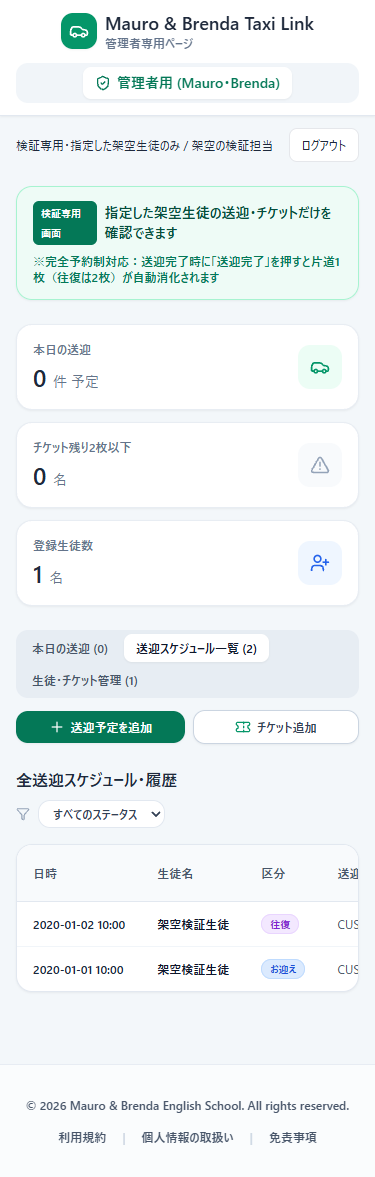 Mauro & Brenda Taxi Link
管理者専用ページ
管理者用 (Mauro・Brenda)
検証専用・指定した架空生徒のみ / 架空の検証担当
ログアウト
検証専用
画面
指定した架空生徒の送迎・チケットだけを
確認できます
※完全予約制対応：送迎完了時に「送迎完了」を押すと片道1
枚（往復は2枚）が自動消化されます
本日の送迎
0 件 予定
チケット残り2枚以下
0 名
登録生徒数
1 名
本日の送迎 (0)
送迎スケジュール一覧 (2)
生徒・チケット管理 (1)
送迎予定を追加
チケット追加
全送迎スケジュール・履歴
すべてのステータス
日時 生徒名 区分 送迎
2020-01-02 10:00 架空検証生徒 往復 CUS
2020-01-01 10:00 架空検証生徒 お迎え CUS
© 2026 Mauro & Brenda English School. All rights reserved.
利用規約 | 個人情報の取扱い | 免責事項